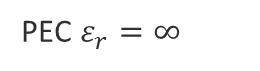 PEC εᵣ = ∞